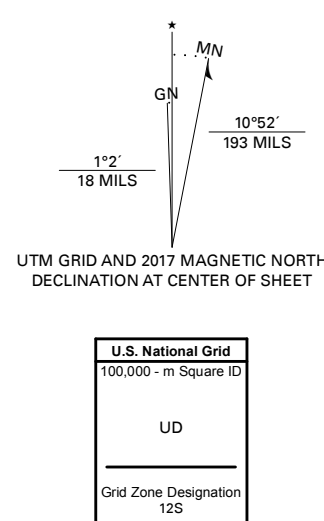 ★
MN
GN
10°52´
193 MILS
1°2´
18 MILS
UTM GRID AND 2017 MAGNETIC NORTH
DECLINATION AT CENTER OF SHEET
U.S. National Grid
100,000 - m Square ID
UD
Grid Zone Designation
12S